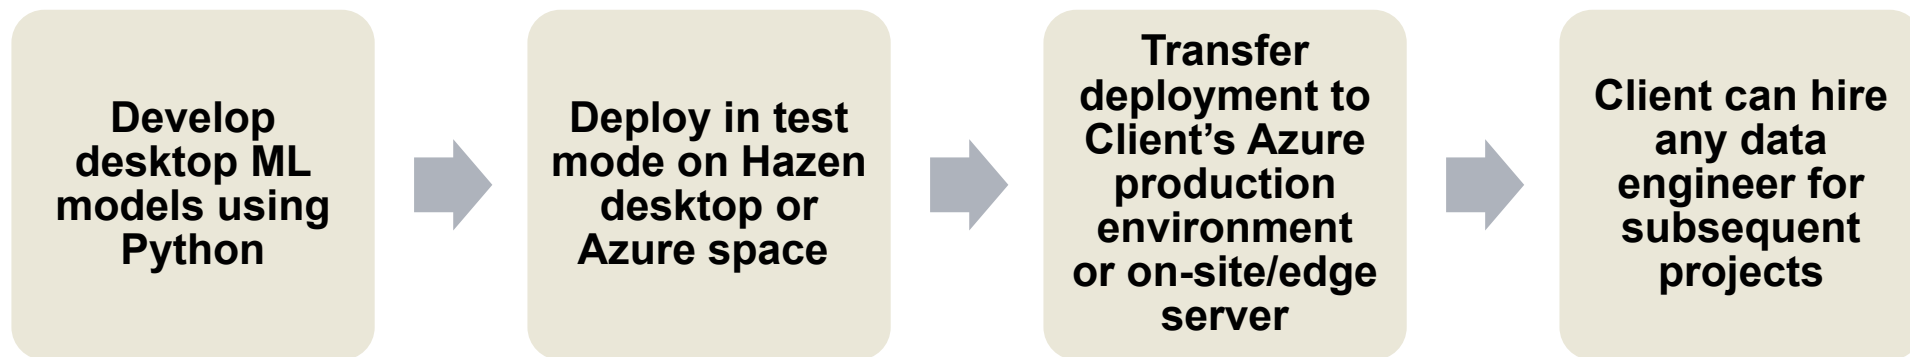 Develop
desktop ML
models using
Python
Deploy in test
mode on Hazen
desktop or
Azure space
Transfer
deployment to
Client’s Azure
production
environment
or on-site/edge
server
Client can hire
any data
engineer for
subsequent
projects